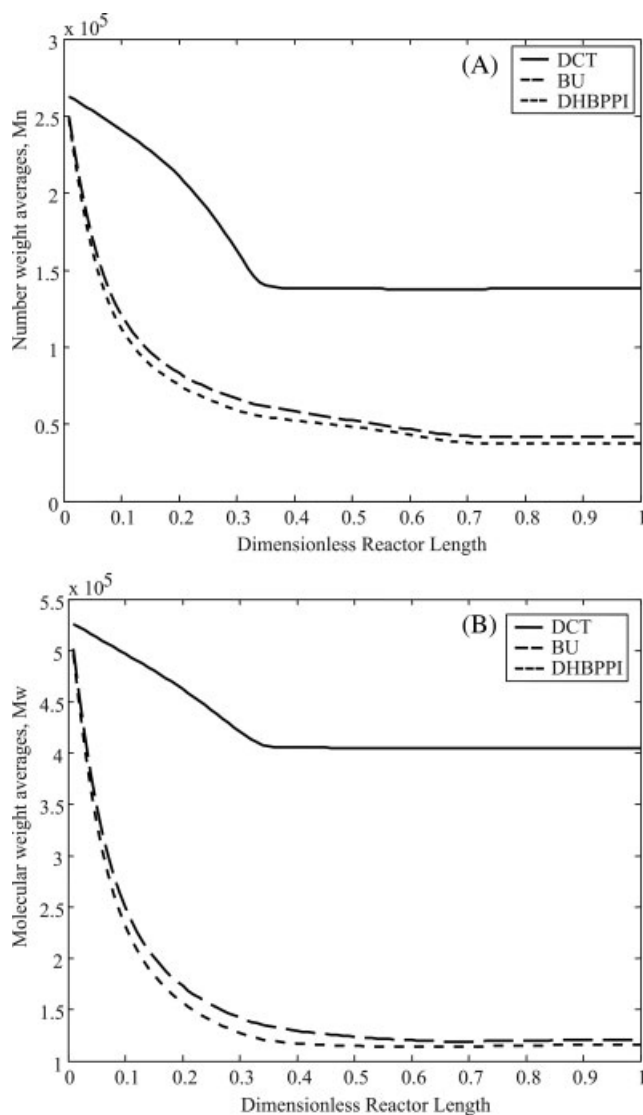 x 10⁵
3
2.5
2
1.5
1
0.5
0
Number weight averages, Mn
(A)
DCT
BU
DHBPPI
0 0.1 0.2 0.3 0.4 0.5 0.6 0.7 0.8 0.9 1
Dimensionless Reactor Length
x 10⁵
5.5
5
4.5
4
3.5
3
2.5
2
1.5
1
Molecular weight averages, Mw
(B)
DCT
BU
DHBPPI
0 0.1 0.2 0.3 0.4 0.5 0.6 0.7 0.8 0.9 1
Dimensionless Reactor Length